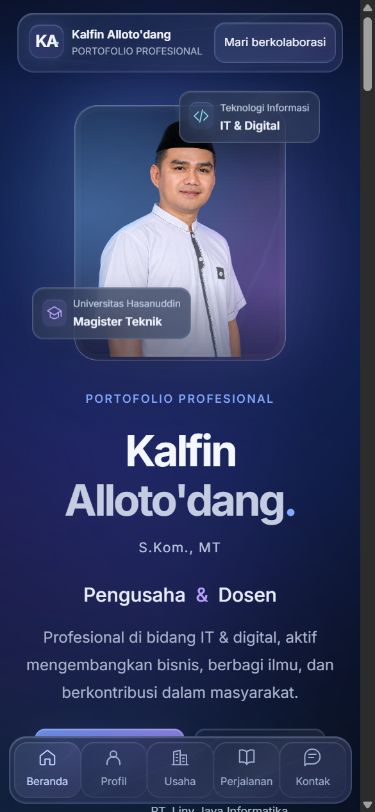 KA
Kalfin Alloto'dang
PORTOFOLIO PROFESIONAL
Mari berkolaborasi
Teknologi Informasi
IT & Digital
Universitas Hasanuddin
Magister Teknik
PORTOFOLIO PROFESIONAL
Kalfin
Alloto'dang.
S.Kom., MT
Pengusaha & Dosen
Profesional di bidang IT & digital, aktif
mengembangkan bisnis, berbagi ilmu, dan
berkontribusi dalam masyarakat.
Beranda
Profil
Usaha
Perjalanan
Kontak